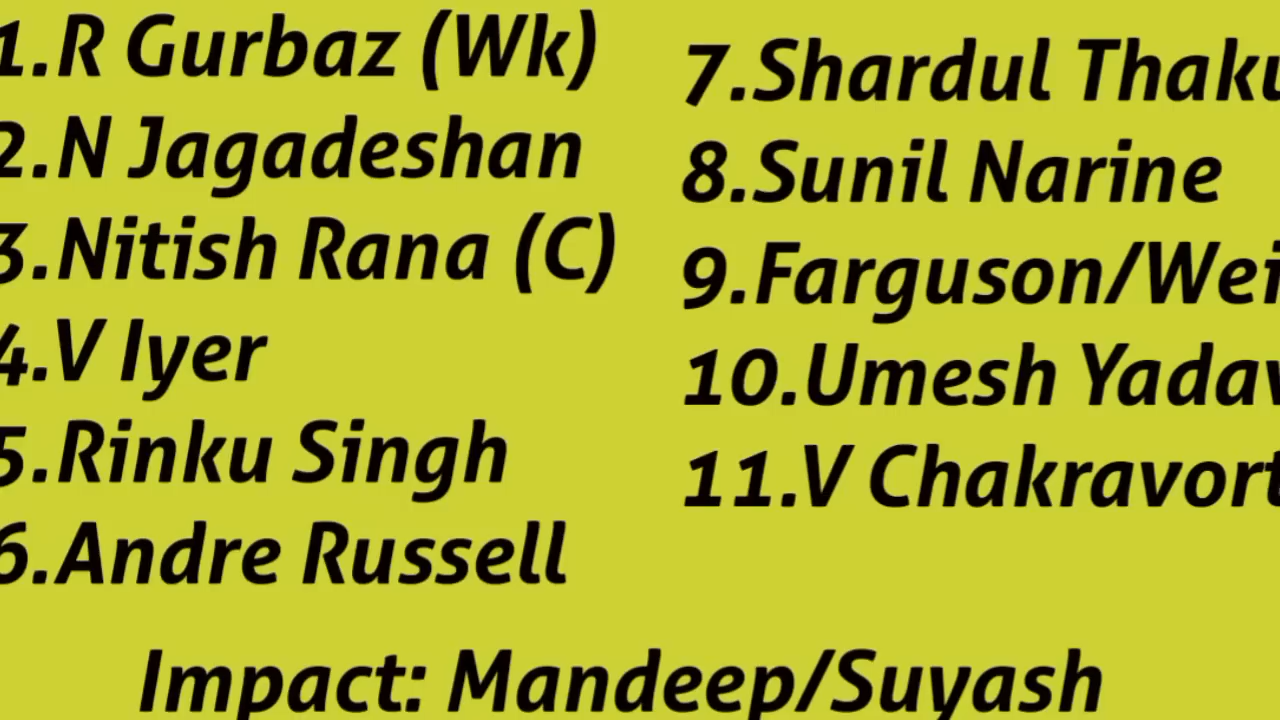 1.R Gurbaz (Wk)
2.N Jagadeshan
3.Nitish Rana (C)
4.V Iyer
5.Rinku Singh
6.Andre Russell
7.Shardul Thaku
8.Sunil Narine
9.Farguson/Wei
10.Umesh Yadav
11.V Chakravort
Impact: Mandeep/Suyash